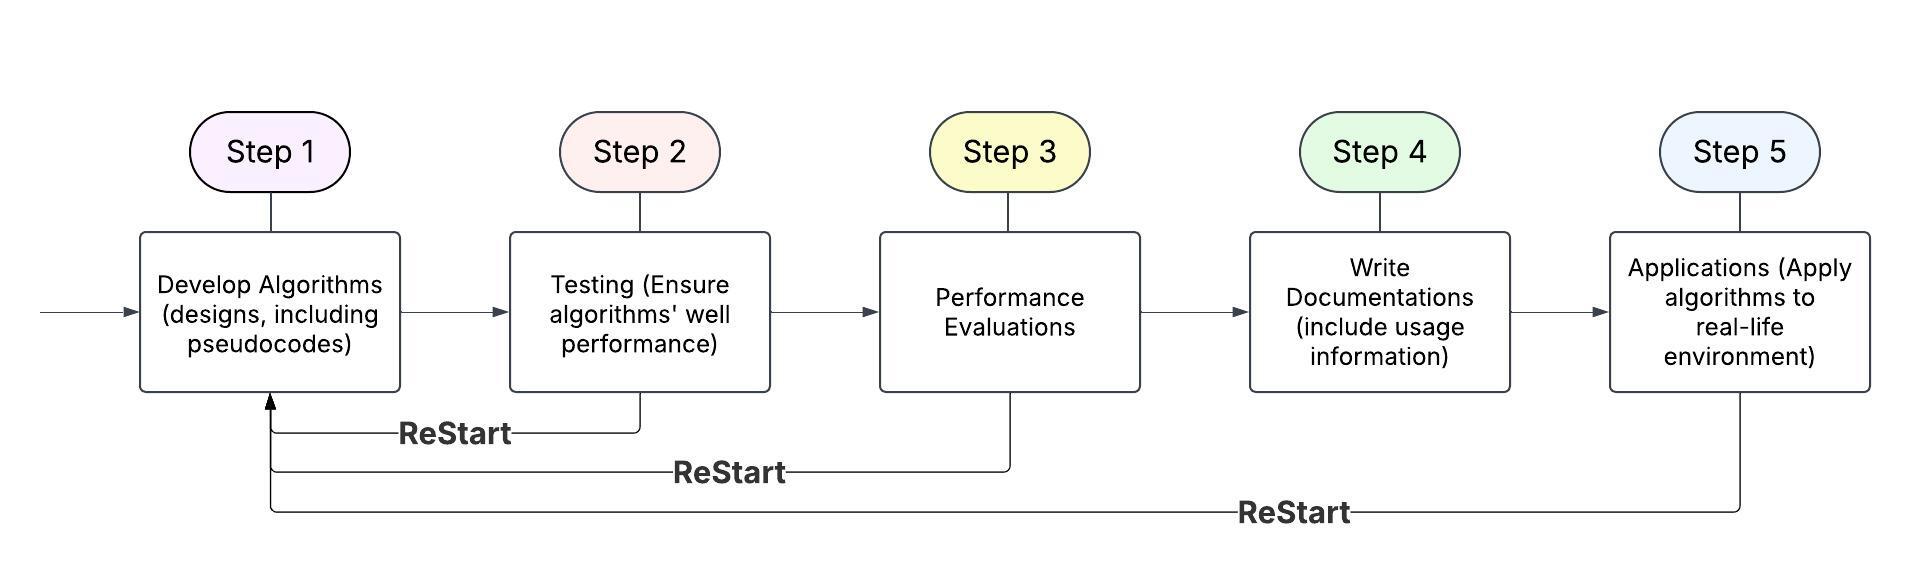 Step 1
Step 2
Step 3
Step 4
Step 5
Develop Algorithms
(designs, including
pseudocodes)
Testing (Ensure
algorithms' well
performance)
Performance
Evaluations
Write
Documentations
(include usage
information)
Applications (Apply
algorithms to
real-life
environment)
ReStart
ReStart
ReStart